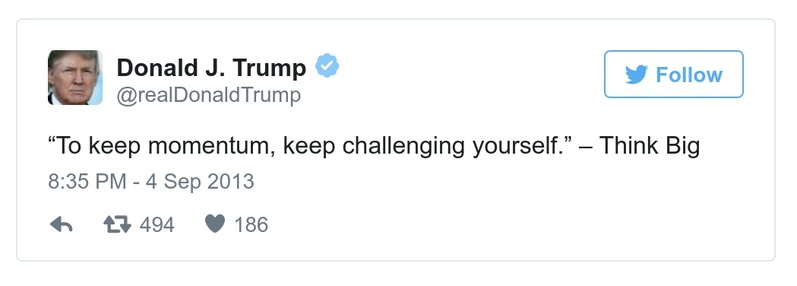 Donald J. Trump
Follow
@realDonaldTrump
“To keep momentum, keep challenging yourself.” – Think Big
8:35 PM - 4 Sep 2013
494 186